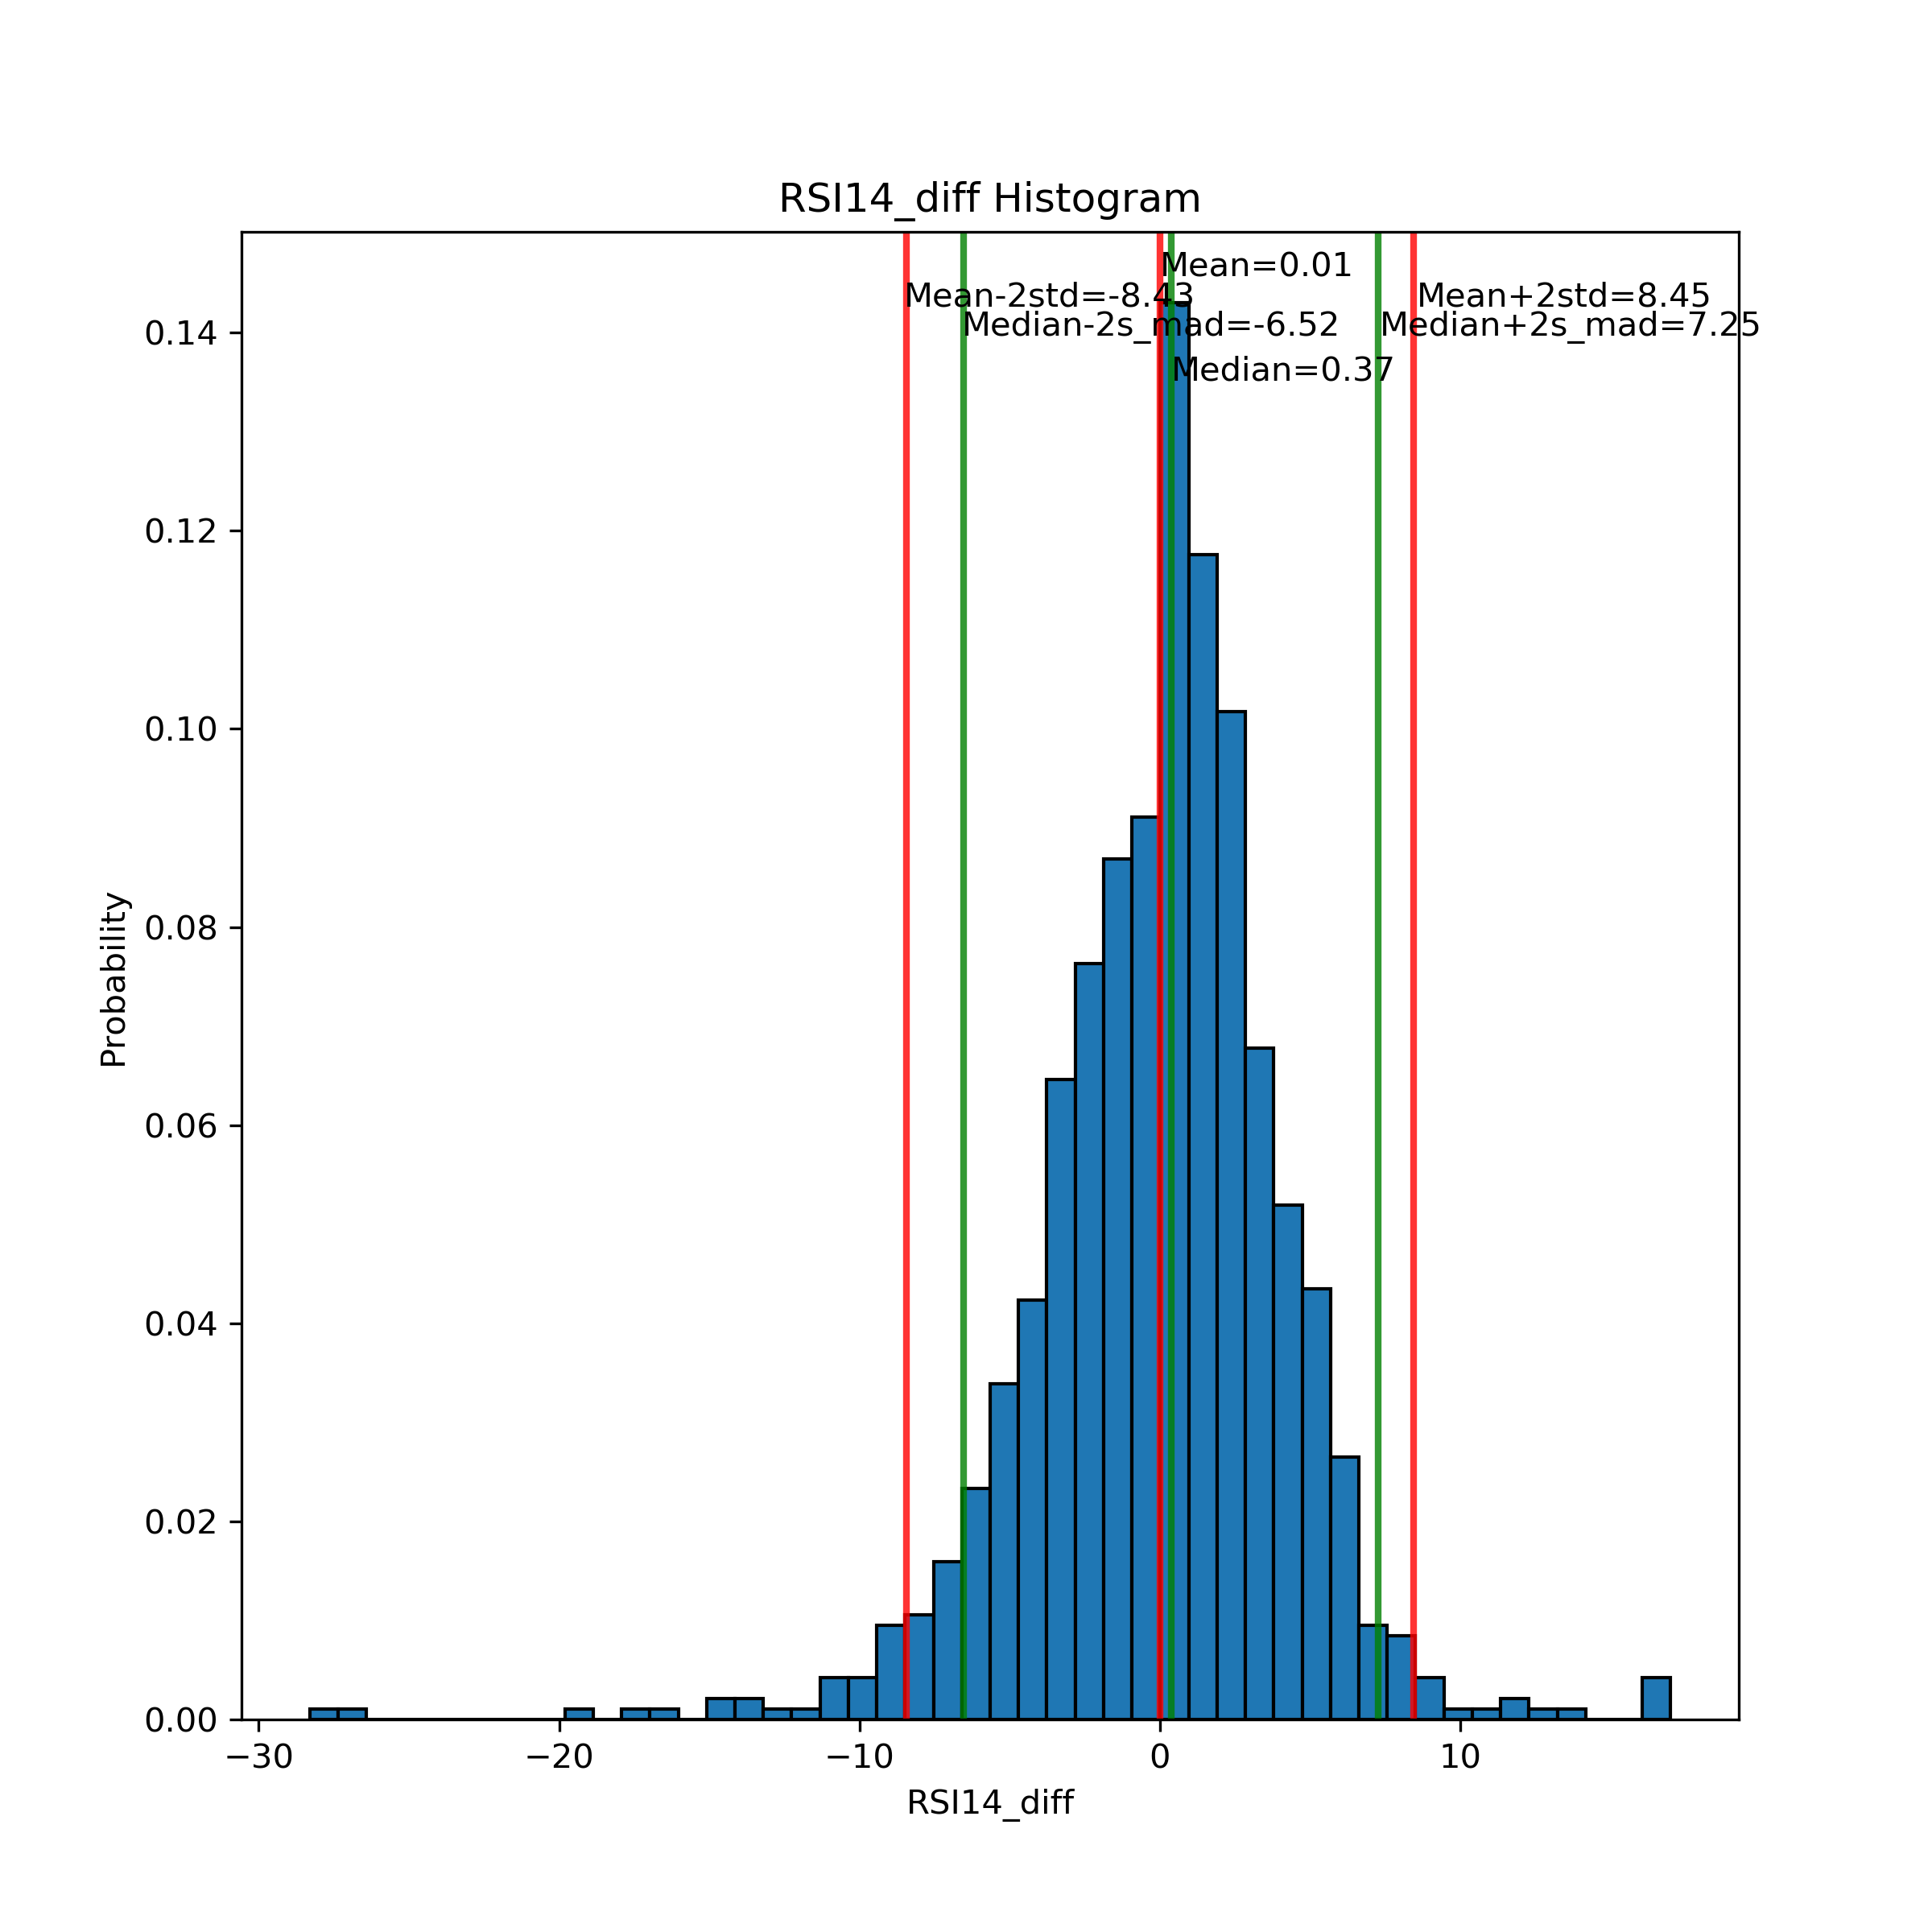 RSI14_diff Histogram
Mean=0.01
Mean-2std=-8.43
Mean+2std=8.45
Median-2s_mad=-6.52
Median+2s_mad=7.25
Median=0.37
0.14
0.12
0.10
0.08
0.06
0.04
0.02
0.00
Probability
−30 −20 −10 0 10
RSI14_diff